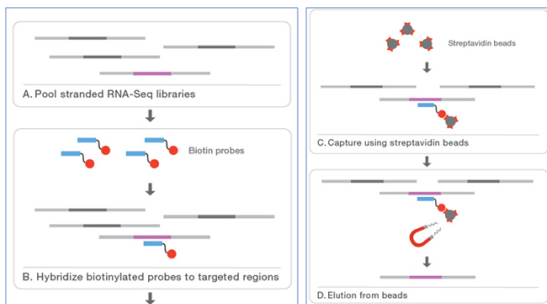 A. Pool stranded RNA-Seq libraries
Biotin probes
B. Hybridize biotinylated probes to targeted regions
Streptavidin beads
C. Capture using streptavidin beads
D. Elution from beads